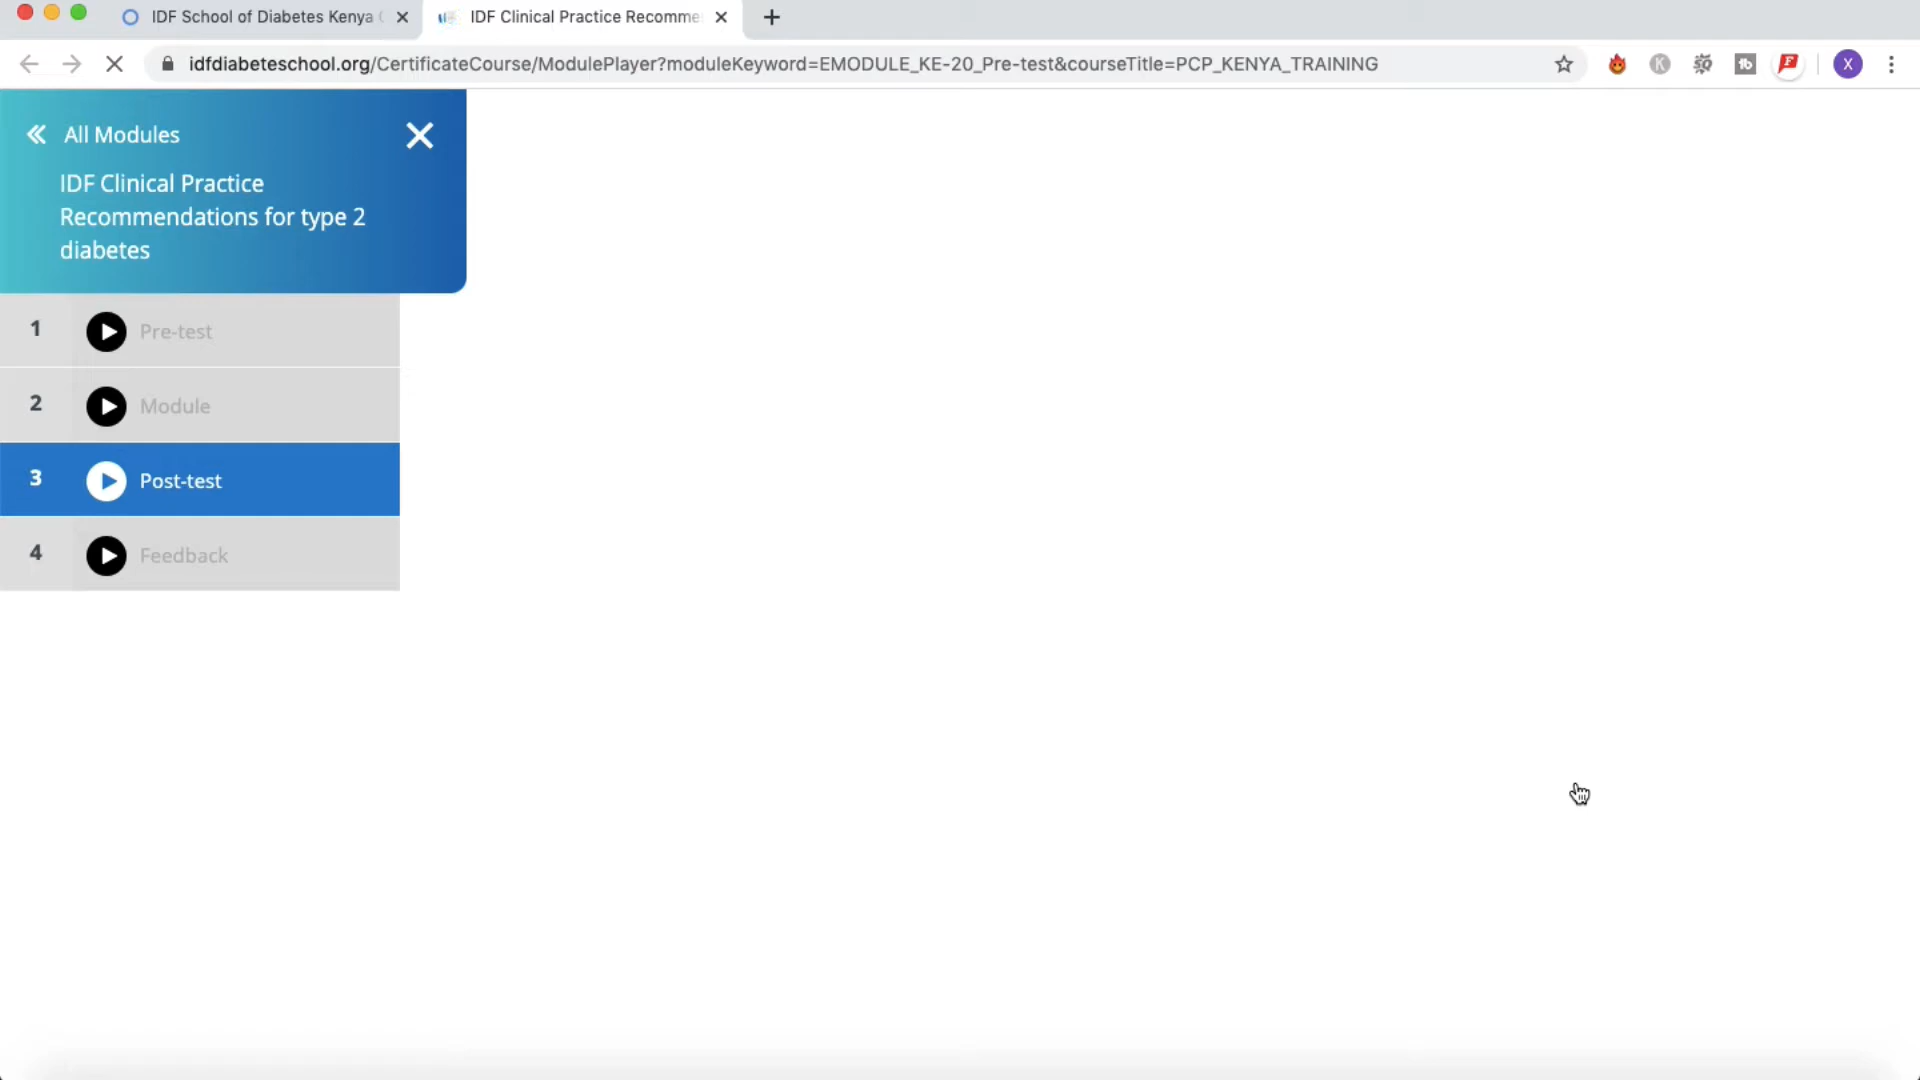 IDF School of Diabetes Kenya
IDF Clinical Practice Recomme
idfdiabeteschool.org/CertificateCourse/ModulePlayer?moduleKeyword=EMODULE_KE-20_Pre-test&courseTitle=PCP_KENYA_TRAINING
K
1b
F
X
All Modules
IDF Clinical Practice
Recommendations for type 2
diabetes
1 Pre-test
2 Module
3 Post-test
4 Feedback